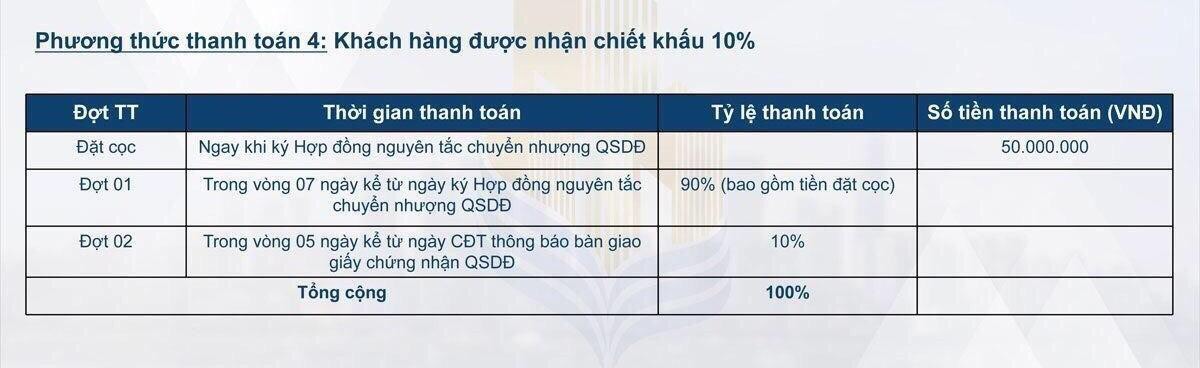 Phương thức thanh toán 4: Khách hàng được nhận chiết khấu 10%
Đợt TT Thời gian thanh toán Tỷ lệ thanh toán Số tiền thanh toán (VNĐ)
Đặt cọc Ngay khi ký Hợp đồng nguyên tắc chuyển nhượng QSDĐ 50.000.000
Đợt 01 Trong vòng 07 ngày kể từ ngày ký Hợp đồng nguyên tắc 90% (bao gồm tiền đặt cọc)
chuyển nhượng QSDĐ
Đợt 02 Trong vòng 05 ngày kể từ ngày CĐT thông báo bàn giao 10%
giấy chứng nhận QSDĐ
Tổng cộng 100%